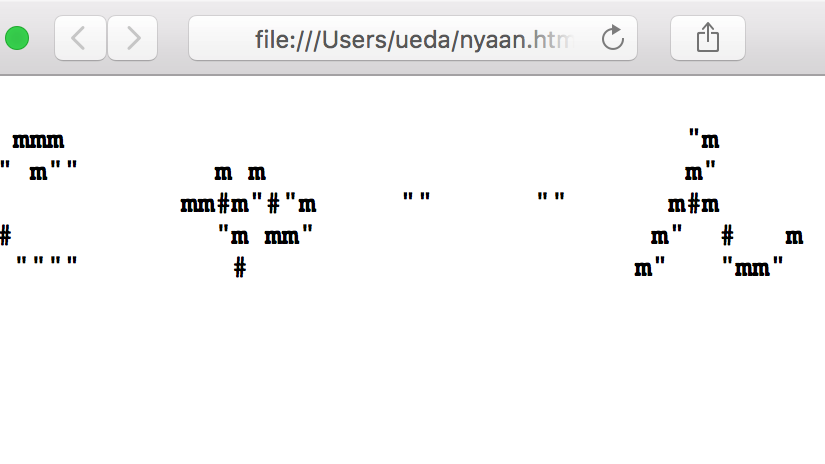 file:///Users/ueda/nyaan.htm
 mmm                                     "m
" m""        m m                         m"
           mm#m"#"m     ""      ""      m#m
#            "m mm"                    m"  #   m
 """"         #                       m"   "mm"